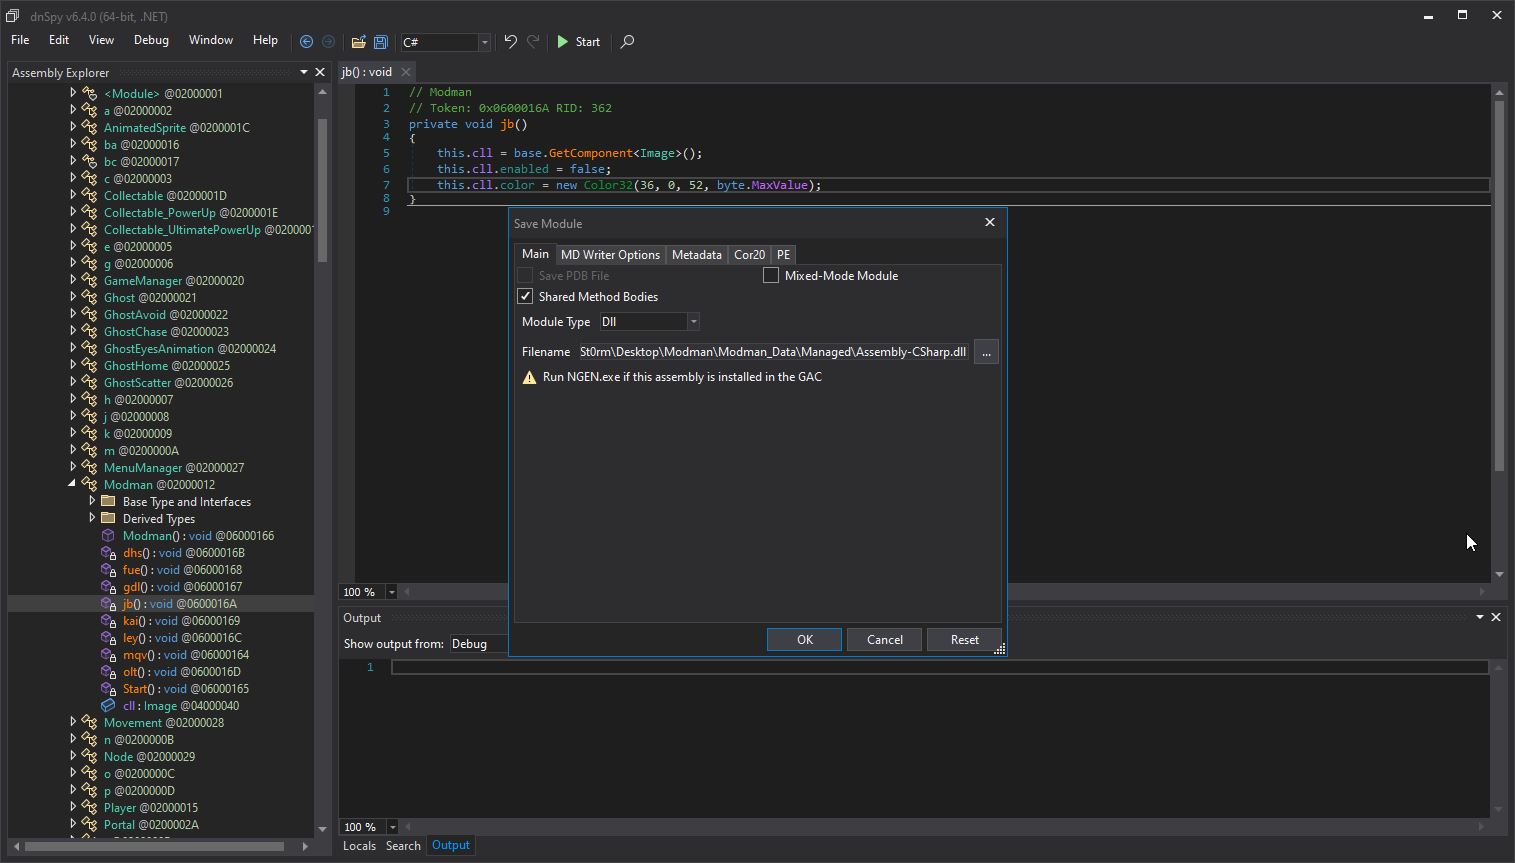 dnSpy v6.4.0 (64-bit, .NET)
File Edit View Debug Window Help C# Start
Assembly Explorer
<Module> @02000001
a @02000002
AnimatedSprite @0200001C
ba @02000016
bc @02000017
c @02000003
Collectable @0200001D
Collectable_PowerUp @0200001E
Collectable_UltimatePowerUp @0200001
e @02000005
g @02000006
GameManager @02000020
Ghost @02000021
GhostAvoid @02000022
GhostChase @02000023
GhostEyesAnimation @02000024
GhostHome @02000025
GhostScatter @02000026
h @02000007
j @02000008
k @02000009
m @0200000A
MenuManager @02000027
Modman @02000012
Base Type and Interfaces
Derived Types
Modman() : void @06000166
dhs() : void @0600016B
fue() : void @06000168
gdl() : void @06000167
jb() : void @0600016A
kai() : void @06000169
ley() : void @0600016C
mqv() : void @06000164
olt() : void @0600016D
Start() : void @06000165
cll : Image @04000040
Movement @02000028
n @0200000B
Node @02000029
o @0200000C
p @0200000D
Player @02000015
Portal @0200002A
jb() : void
1 // Modman
2 // Token: 0x0600016A RID: 362
3 private void jb()
4 {
5 this.cll = base.GetComponent<Image>();
6 this.cll.enabled = false;
7 this.cll.color = new Color32(36, 0, 52, byte.MaxValue);
8 }
9
100 %
Save Module
Main MD Writer Options Metadata Cor20 PE
Save PDB File Mixed-Mode Module
Shared Method Bodies
Module Type Dll
Filename St0rm\Desktop\Modman\Modman_Data\Managed\Assembly-CSharp.dll ...
Run NGEN.exe if this assembly is installed in the GAC
OK Cancel Reset
Output
Show output from: Debug
1
100 %
Locals Search Output